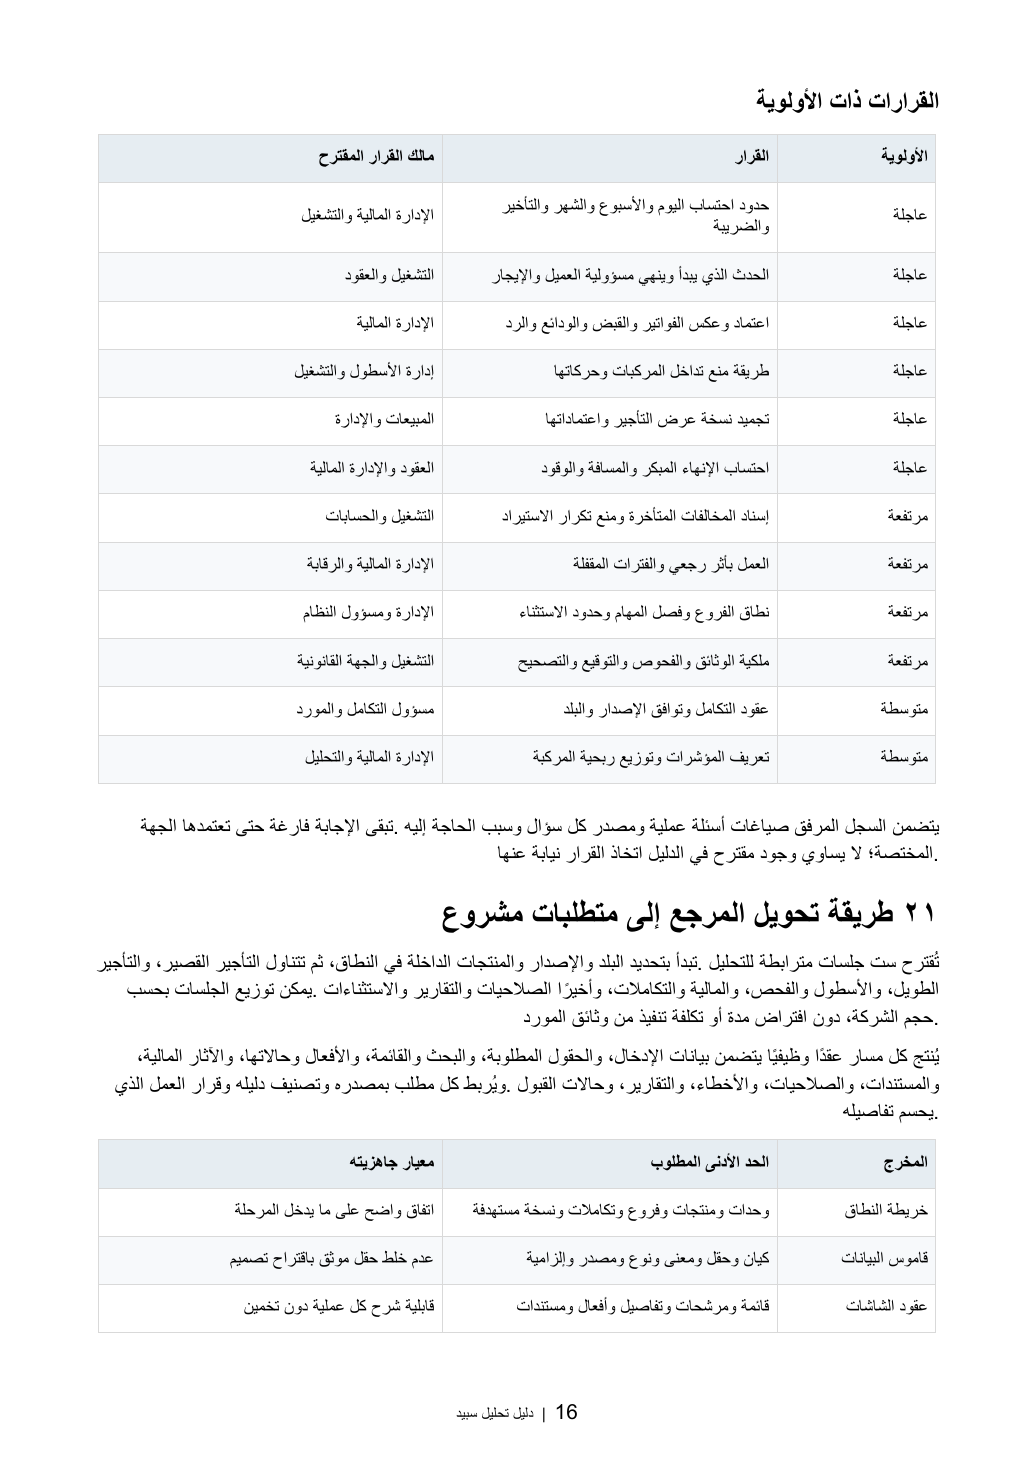 القرارات ذات الأولوية
الأولوية القرار مالك القرار المقترح
عاجلة حدود احتساب اليوم والأسبوع والشهر والتأخير والضريبة الإدارة المالية والتشغيل
عاجلة الحدث الذي يبدأ وينهي مسؤولية العميل والإيجار التشغيل والعقود
عاجلة اعتماد وعكس الفواتير والقبض والودائع والرد الإدارة المالية
عاجلة طريقة منع تداخل المركبات وحركاتها إدارة الأسطول والتشغيل
عاجلة تجميد نسخة عرض التأجير واعتماداتها المبيعات والإدارة
عاجلة احتساب الإنهاء المبكر والمسافة والوقود العقود والإدارة المالية
مرتفعة إسناد المخالفات المتأخرة ومنع تكرار الاستيراد التشغيل والحسابات
مرتفعة العمل بأثر رجعي والفترات المقفلة الإدارة المالية والرقابة
مرتفعة نطاق الفروع وفصل المهام وحدود الاستثناء الإدارة ومسؤول النظام
مرتفعة ملكية الوثائق والفحوص والتوقيع والتصحيح التشغيل والجهة القانونية
متوسطة عقود التكامل وتوافق الإصدار والبلد مسؤول التكامل والمورد
متوسطة تعريف المؤشرات وتوزيع ربحية المركبة الإدارة المالية والتحليل
يتضمن السجل المرفق صياغات أسئلة عملية ومصدر كل سؤال وسبب الحاجة إليه .تبقى الإجابة فارغة حتى تعتمدها الجهة
.المختصة؛ لا يساوي وجود مقترح في الدليل اتخاذ القرار نيابة عنها
٢١ طريقة تحويل المرجع إلى متطلبات مشروع
تُقترح ست جلسات مترابطة للتحليل .تبدأ بتحديد البلد والإصدار والمنتجات الداخلة في النطاق، ثم تتناول التأجير القصير، والتأجير
الطويل، والأسطول والفحص، والمالية والتكاملات، وأخيرًا الصلاحيات والتقارير والاستثناءات .يمكن توزيع الجلسات بحسب
.حجم الشركة، دون افتراض مدة أو تكلفة تنفيذ من وثائق المورد
يُنتج كل مسار عقدًا وظيفيًا يتضمن بيانات الإدخال، والحقول المطلوبة، والبحث والقائمة، والأفعال وحالاتها، والآثار المالية،
والمستندات، والصلاحيات، والأخطاء، والتقارير، وحالات القبول .ويُربط كل مطلب بمصدره وتصنيف دليله وقرار العمل الذي
.يحسم تفاصيله
المخرج الحد الأدنى المطلوب معيار جاهزيته
خريطة النطاق وحدات ومنتجات وفروع وتكاملات ونسخة مستهدفة اتفاق واضح على ما يدخل المرحلة
قاموس البيانات كيان وحقل ومعنى ونوع ومصدر وإلزامية عدم خلط حقل موثق باقتراح تصميم
عقود الشاشات قائمة ومرشحات وتفاصيل وأفعال ومستندات قابلية شرح كل عملية دون تخمين
دليل تحليل سبيد | 16